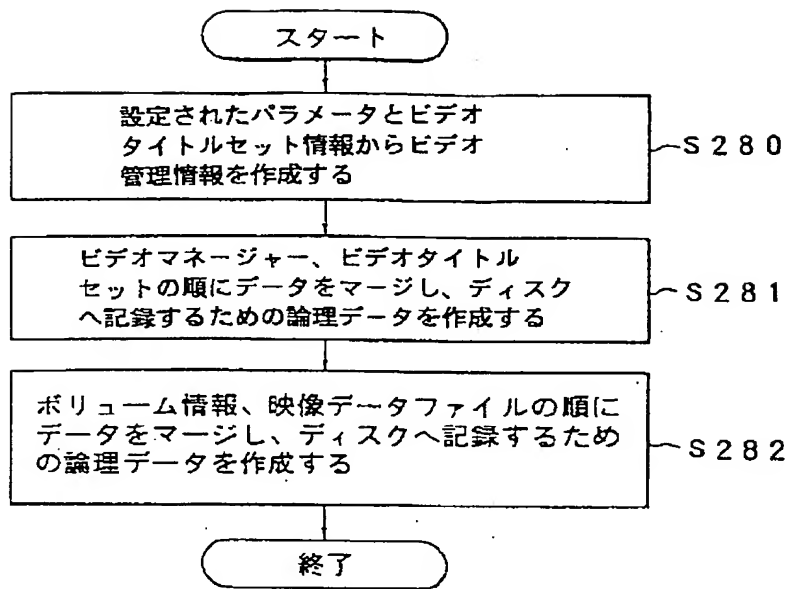 スタート
設定されたパラメータとビデオ
タイトルセット情報からビデオ
管理情報を作成する
S280
ビデオマネージャー、ビデオタイトル
セットの順にデータをマージし、ディスク
へ記録するための論理データを作成する
S281
ボリューム情報、映像データファイルの順に
データをマージし、ディスクへ記録するため
の論理データを作成する
S282
終了